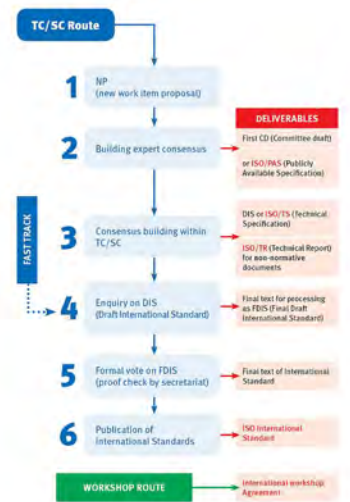 TC/SC Route
1
NP
(new work item proposal)
DELIVERABLES
2
Building expert consensus
First CD (Committee draft)
or ISO/PAS (Publicly
Available Specification)
3
Consensus building within
TC/SC
DIS or ISO/TS (Technical
Specification)
ISO/TR (Technical Report)
for non-normative
documents
FAST TRACK
4
Enquiry on DIS
(Draft International Standard)
Final text for processing
as FDIS (Final Draft
International Standard)
5
Formal vote on FDIS
(proof check by secretariat)
Final text of International
Standard
6
Publication of
International Standards
ISO International
Standard
WORKSHOP ROUTE
International workshop
Agreement